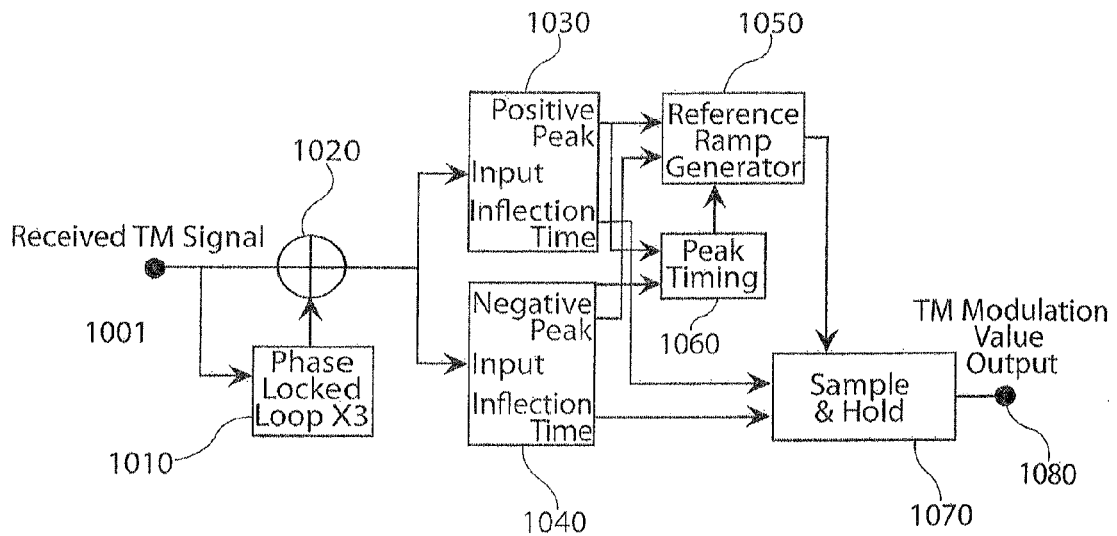 1030
1050
Positive
Peak
Input
Inflection
Time
Reference
Ramp
Generator
1020
Received TM Signal
1001
Phase
Locked
Loop X3
1010
Peak
Timing
1060
Negative
Peak
Input
Inflection
Time
1040
TM Modulation
Value
Output
Sample
& Hold
1080
1070